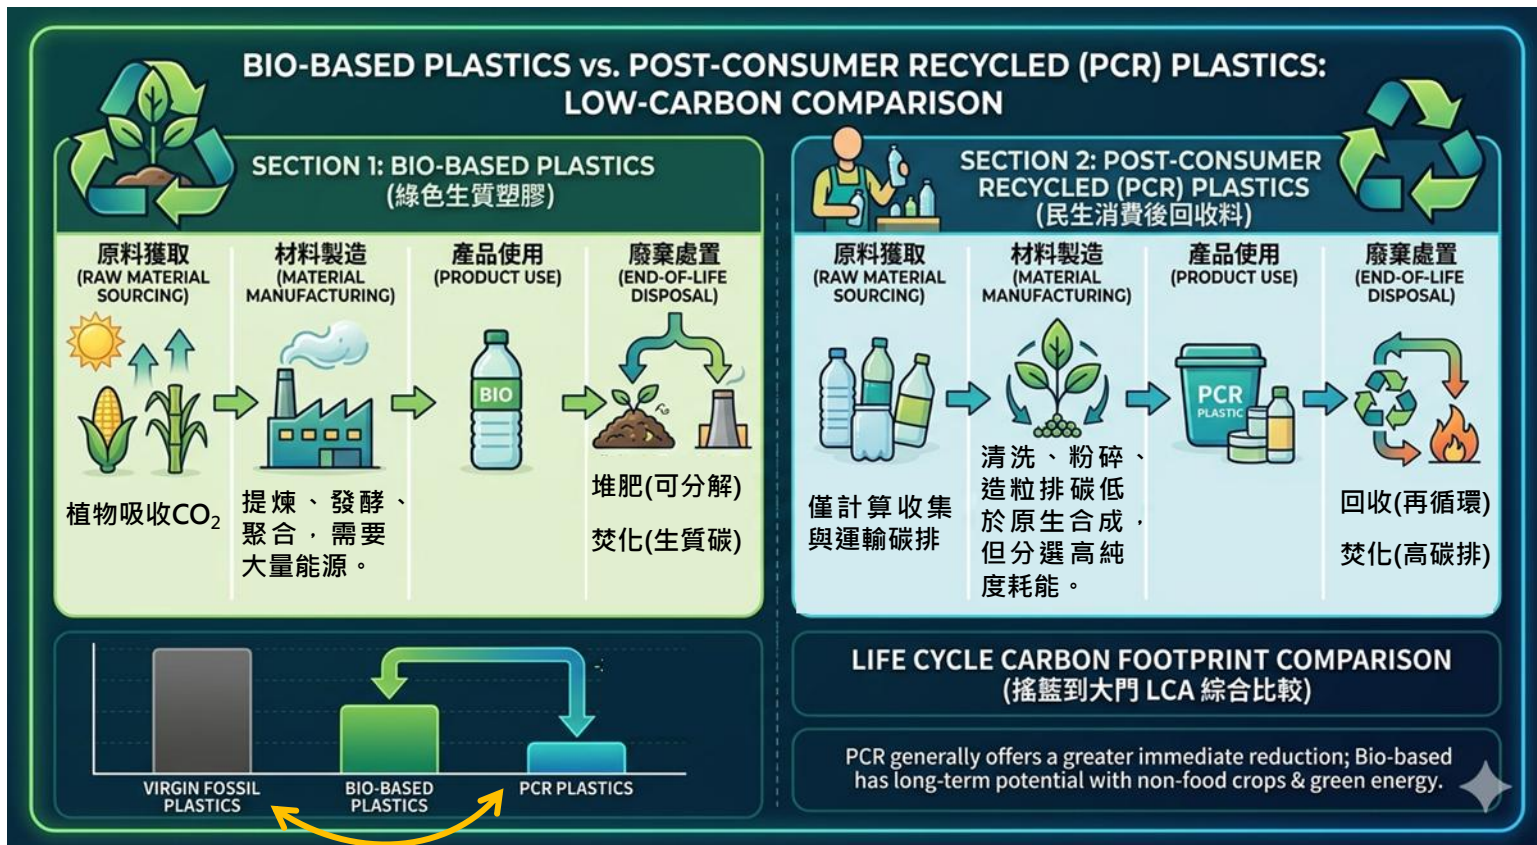 BIO-BASED PLASTICS vs. POST-CONSUMER RECYCLED (PCR) PLASTICS:
LOW-CARBON COMPARISON
SECTION 1: BIO-BASED PLASTICS
(綠色生質塑膠)
原料獲取
(RAW MATERIAL
SOURCING)
植物吸收CO₂
材料製造
(MATERIAL
MANUFACTURING)
提煉、發酵、
聚合，需要
大量能源。
產品使用
(PRODUCT USE)
BIO
廢棄處置
(END-OF-LIFE
DISPOSAL)
堆肥(可分解)
焚化(生質碳)
SECTION 2: POST-CONSUMER
RECYCLED (PCR) PLASTICS
(民生消費後回收料)
原料獲取
(RAW MATERIAL
SOURCING)
僅計算收集
與運輸碳排
材料製造
(MATERIAL
MANUFACTURING)
清洗、粉碎、
造粒排碳低
於原生合成，
但分選高純
度耗能。
產品使用
(PRODUCT USE)
PCR
PLASTIC
廢棄處置
(END-OF-LIFE
DISPOSAL)
回收(再循環)
焚化(高碳排)
VIRGIN FOSSIL
PLASTICS
BIO-BASED
PLASTICS
PCR PLASTICS
LIFE CYCLE CARBON FOOTPRINT COMPARISON
(搖籃到大門 LCA 綜合比較)
PCR generally offers a greater immediate reduction; Bio-based
has long-term potential with non-food crops & green energy.